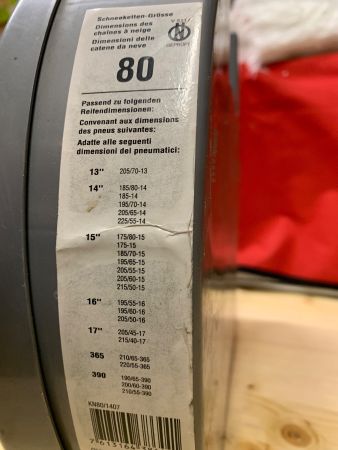 Schneeketten-Grösse
Dimensions des
chaînes à neige
Dimensioni delle
catene da neve
80
GEPRÜFT
Passend zu folgenden
Reifendimensionen:
Convenant aux dimensions
des pneus suivantes:
Adatte alle seguenti
dimensioni dei pneumatici:
13" 205/70-13
14" 185/80-14
185-14
195/70-14
205/65-14
225/55-14
15" 175/80-15
175-15
185/70-15
195/65-15
205/55-15
205/60-15
215/50-15
16" 195/55-16
195/60-16
205/50-16
17" 205/45-17
215/40-17
365 210/65-365
220/55-365
390 190/65-390
200/60-390
210/55-390
KN80/1407